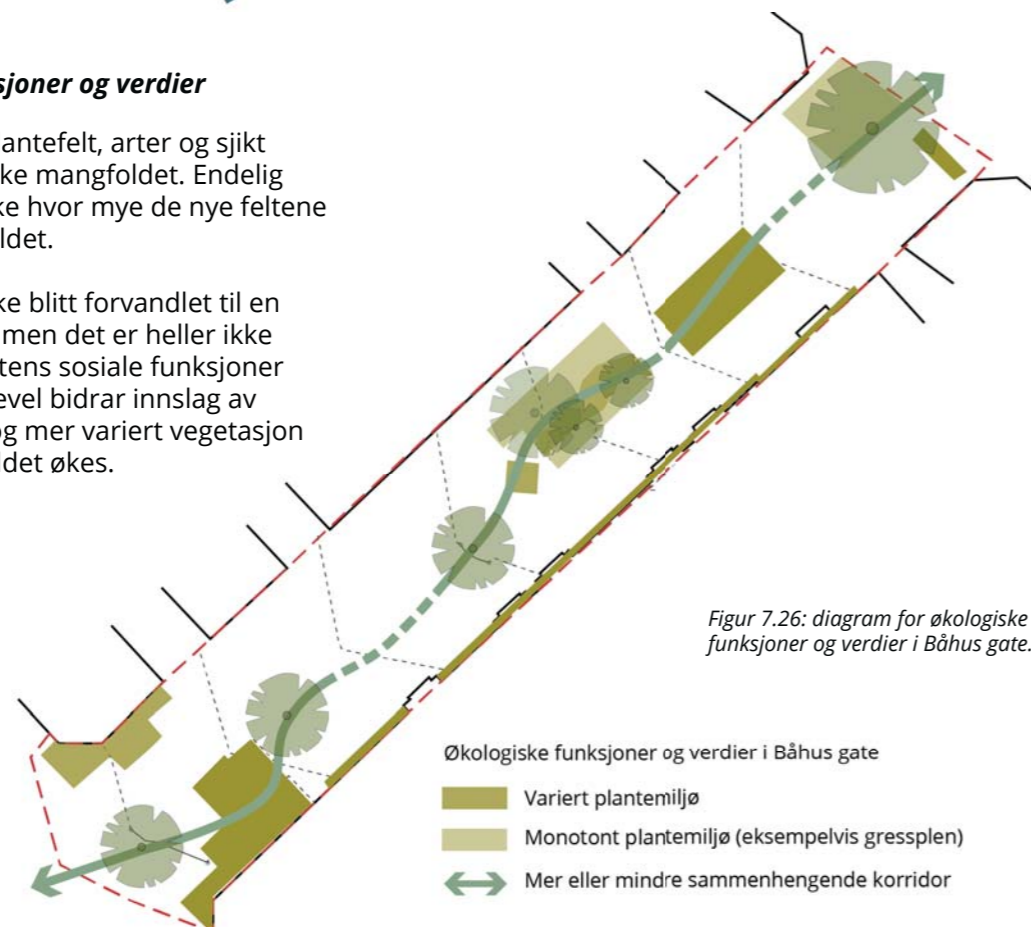 sjoner og verdier
antefelt, arter og sjikt
ke mangfoldet. Endelig
ke hvor mye de nye feltene
ldet.
ke blitt forvandlet til en
men det er heller ikke
tens sosiale funksjoner
evel bidrar innslag av
og mer variert vegetasjon
ldet økes.
Figur 7.26: diagram for økologiske
funksjoner og verdier i Båhus gate.
Økologiske funksjoner og verdier i Båhus gate
Variert plantemiljø
Monotont plantemiljø (eksempelvis gressplen)
Mer eller mindre sammenhengende korridor